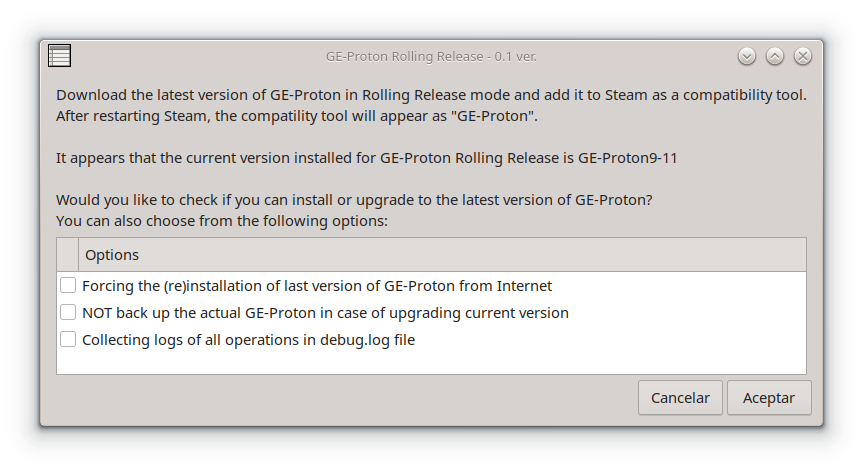 GE-Proton Rolling Release - 0.1 ver.
Download the latest version of GE-Proton in Rolling Release mode and add it to Steam as a compatibility tool.
After restarting Steam, the compatility tool will appear as "GE-Proton".
It appears that the current version installed for GE-Proton Rolling Release is GE-Proton9-11
Would you like to check if you can install or upgrade to the latest version of GE-Proton?
You can also choose from the following options:
Options
Forcing the (re)installation of last version of GE-Proton from Internet
NOT back up the actual GE-Proton in case of upgrading current version
Collecting logs of all operations in debug.log file
Cancelar Aceptar